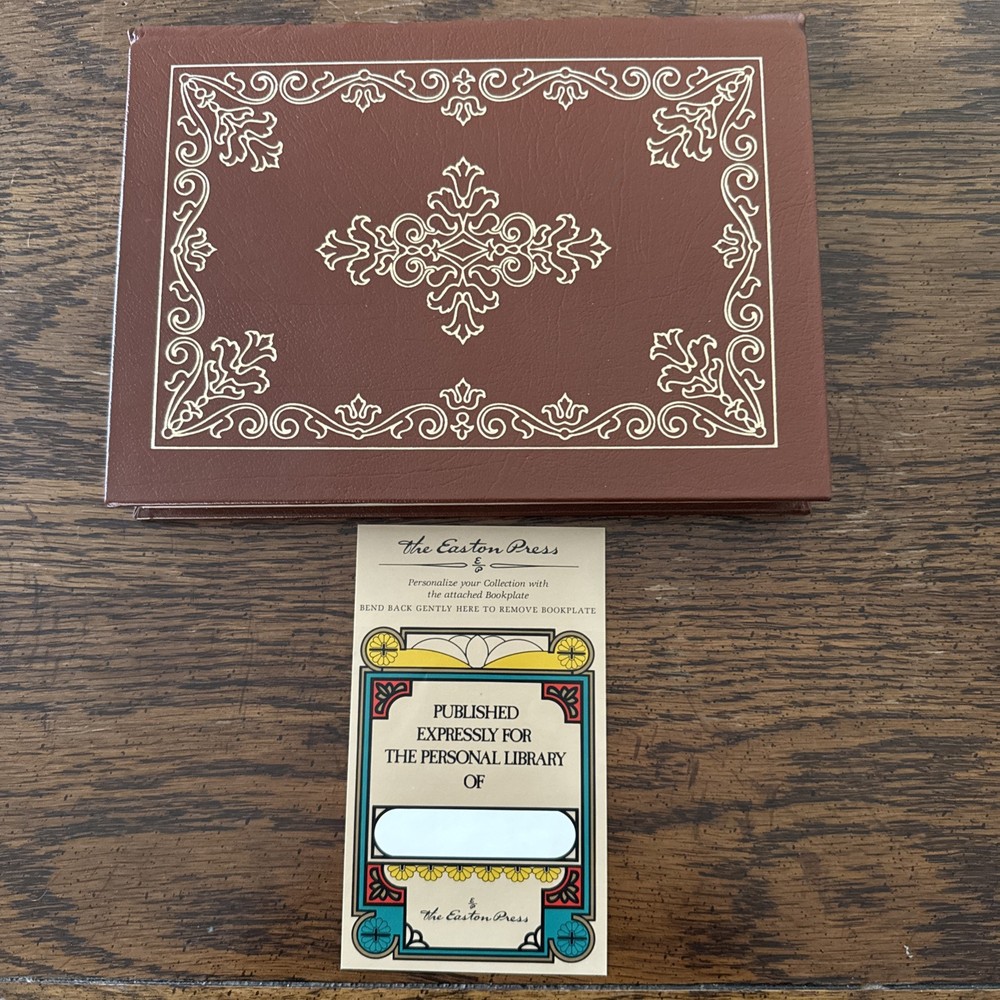 The Easton Press
E
P
Personalize your Collection with
the attached Bookplate
BEND BACK GENTLY HERE TO REMOVE BOOKPLATE
PUBLISHED
EXPRESSLY FOR
THE PERSONAL LIBRARY
OF
E
P
The Easton Press